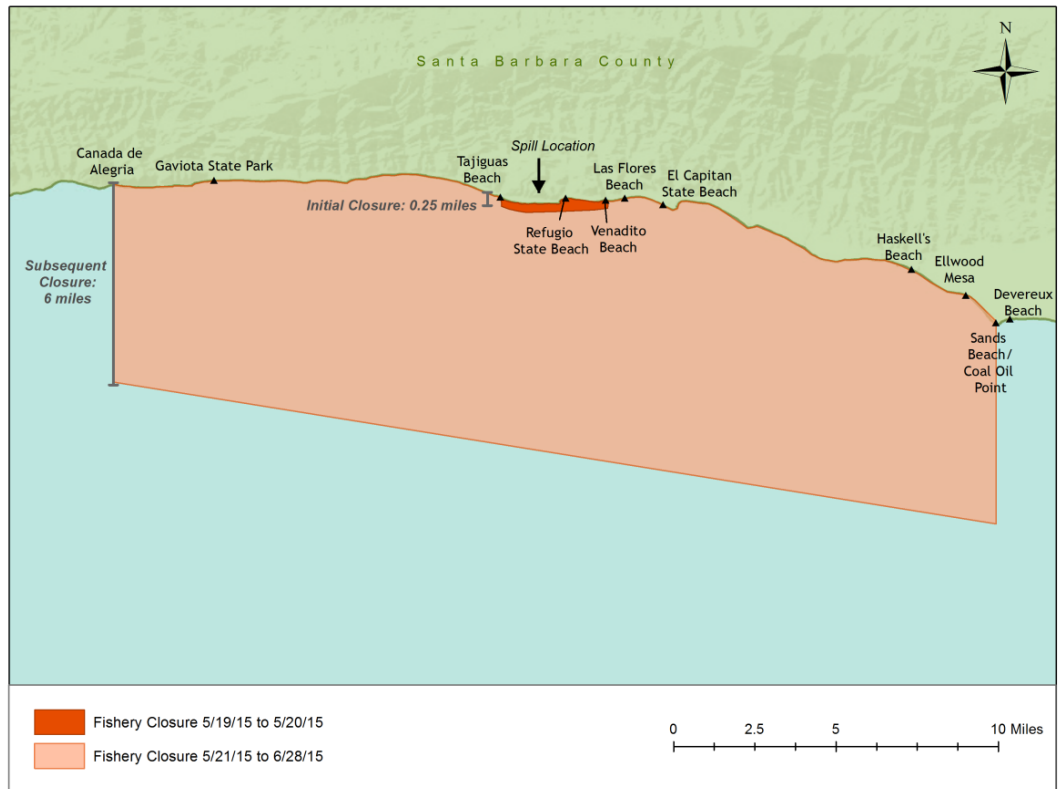 N
Santa Barbara County
Spill Location
Canada de
Alegria
Gaviota State Park
Tajiguas
Beach
Las Flores
Beach
El Capitan
State Beach
Initial Closure: 0.25 miles
Refugio
State Beach
Venadito
Beach
Haskell's
Beach
Ellwood
Mesa
Devereux
Beach
Subsequent
Closure:
6 miles
Sands
Beach/
Coal Oil
Point
Fishery Closure 5/19/15 to 5/20/15
Fishery Closure 5/21/15 to 6/28/15
0 2.5 5 10 Miles